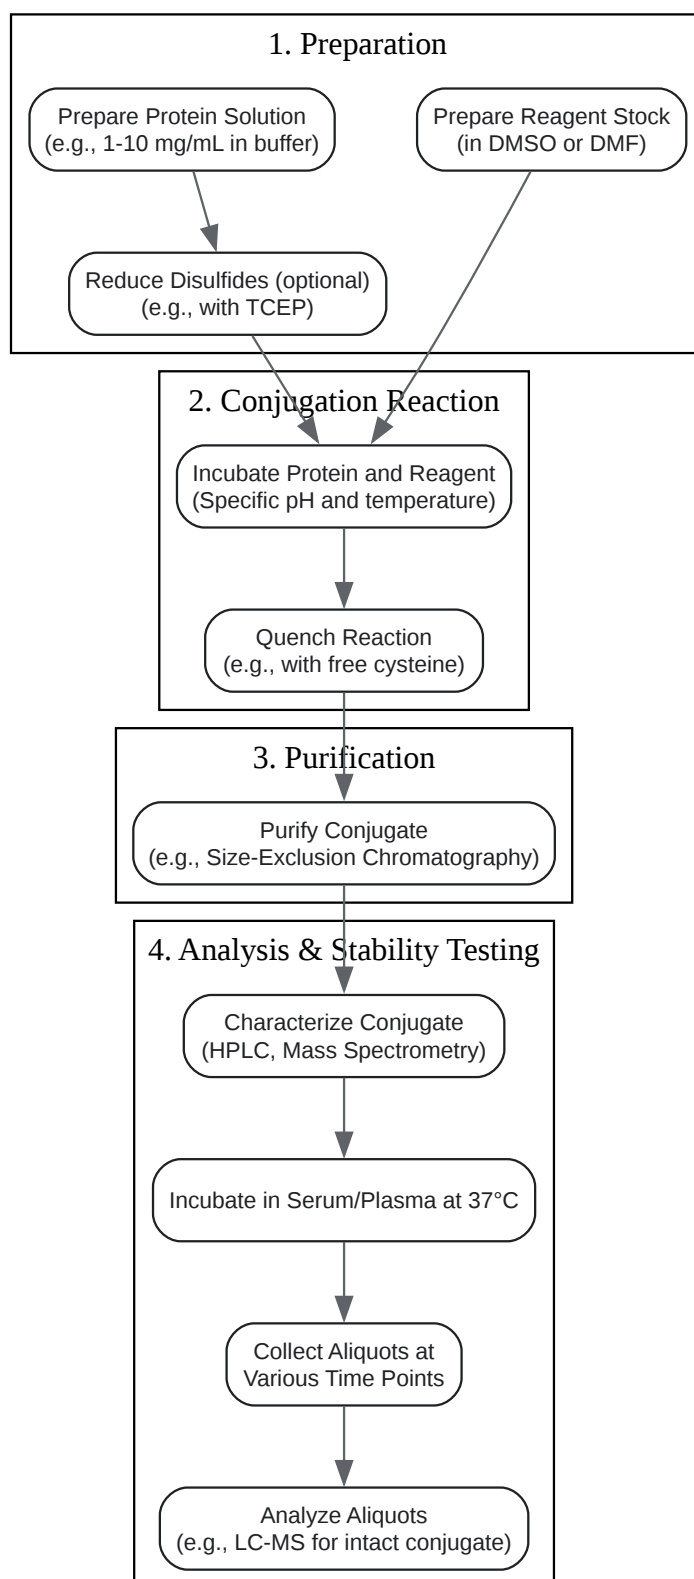 1. Preparation
Prepare Protein Solution
(e.g., 1-10 mg/mL in buffer)
Prepare Reagent Stock
(in DMSO or DMF)
Reduce Disulfides (optional)
(e.g., with TCEP)
2. Conjugation Reaction
Incubate Protein and Reagent
(Specific pH and temperature)
Quench Reaction
(e.g., with free cysteine)
3. Purification
Purify Conjugate
(e.g., Size-Exclusion Chromatography)
4. Analysis & Stability Testing
Characterize Conjugate
(HPLC, Mass Spectrometry)
Incubate in Serum/Plasma at 37°C
Collect Aliquots at
Various Time Points
Analyze Aliquots
(e.g., LC-MS for intact conjugate)